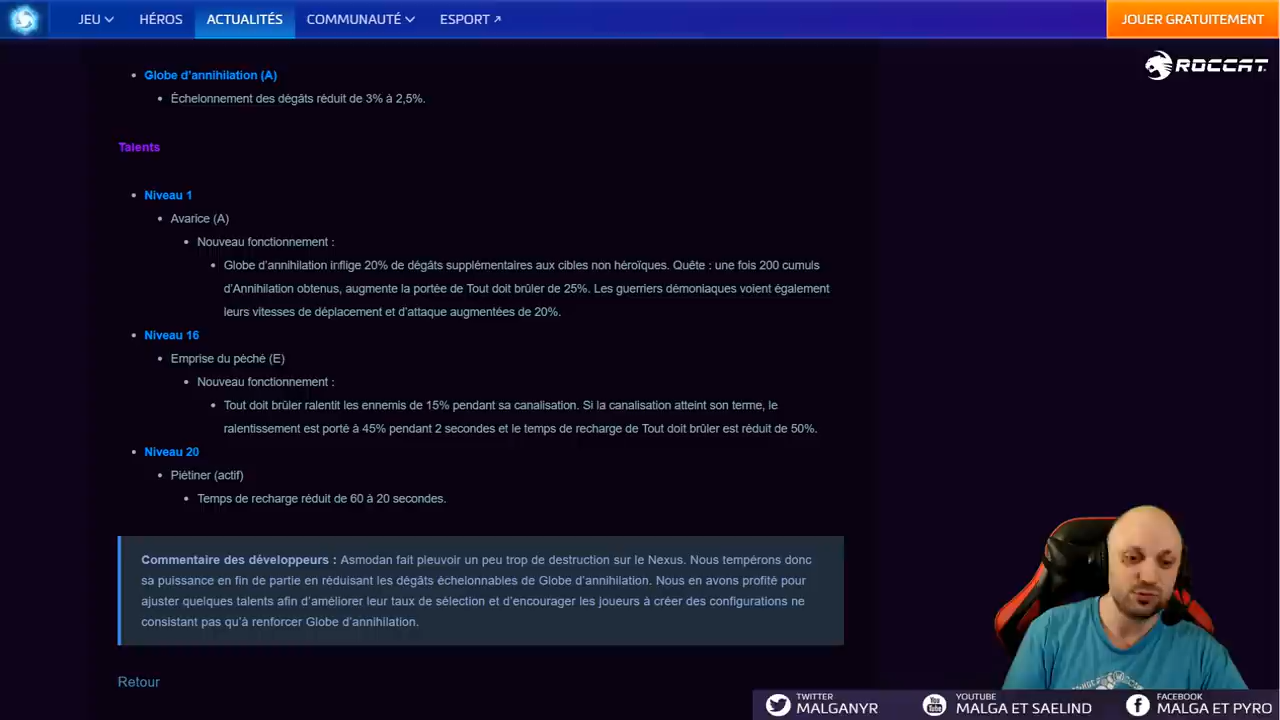 JEU HÉROS ACTUALITÉS COMMUNAUTÉ ESPORT JOUER GRATUITEMENT
ROCCAT
Globe d'annihilation (A)
Échelonnement des dégâts réduit de 3% à 2,5%.
Talents
Niveau 1
Avarice (A)
Nouveau fonctionnement :
Globe d'annihilation inflige 20% de dégâts supplémentaires aux cibles non héroïques. Quête : une fois 200 cumuls
d'Annihilation obtenus, augmente la portée de Tout doit brûler de 25%. Les guerriers démoniaques voient également
leurs vitesses de déplacement et d'attaque augmentées de 20%.
Niveau 16
Emprise du péché (E)
Nouveau fonctionnement :
Tout doit brûler ralentit les ennemis de 15% pendant sa canalisation. Si la canalisation atteint son terme, le
ralentissement est porté à 45% pendant 2 secondes et le temps de recharge de Tout doit brûler est réduit de 50%.
Niveau 20
Piétiner (actif)
Temps de recharge réduit de 60 à 20 secondes.
Commentaire des développeurs : Asmodan fait pleuvoir un peu trop de destruction sur le Nexus. Nous tempérons donc
sa puissance en fin de partie en réduisant les dégâts échelonnables de Globe d'annihilation. Nous en avons profité pour
ajuster quelques talents afin d'améliorer leur taux de sélection et d'encourager les joueurs à créer des configurations ne
consistant pas qu'à renforcer Globe d'annihilation.
Retour
TWITTER
MALGANYR
YOUTUBE
MALGA ET SAELIND
FACEBOOK
MALGA ET PYRO